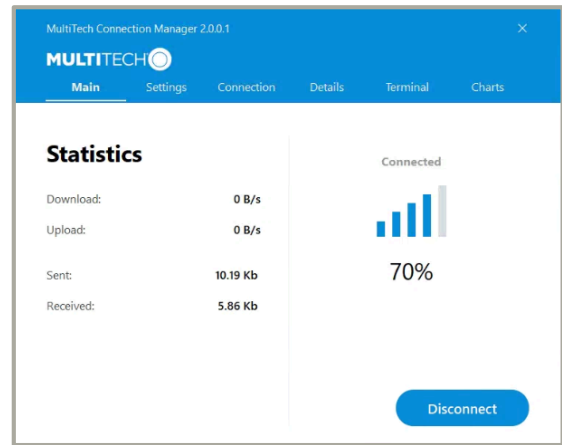 MultiTech Connection Manager 2.0.0.1
MULTITECH
Main Settings Connection Details Terminal Charts
Statistics
Connected
Download: 0 B/s
Upload: 0 B/s
70%
Sent: 10.19 Kb
Received: 5.86 Kb
Disconnect